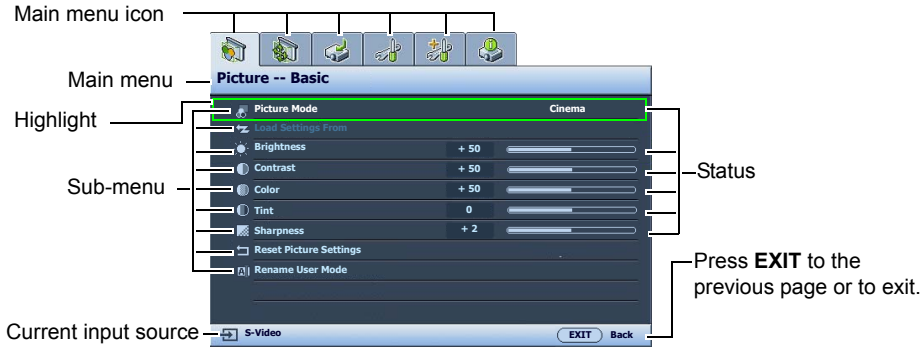 Main menu icon
Main menu
Picture -- Basic
Highlight
Picture Mode Cinema
Load Settings From
Brightness + 50
Contrast + 50
Status
Sub-menu
Color + 50
Tint 0
Sharpness + 2
Reset Picture Settings
Rename User Mode
Press EXIT to the
previous page or to exit.
Current input source
S-Video
EXIT Back